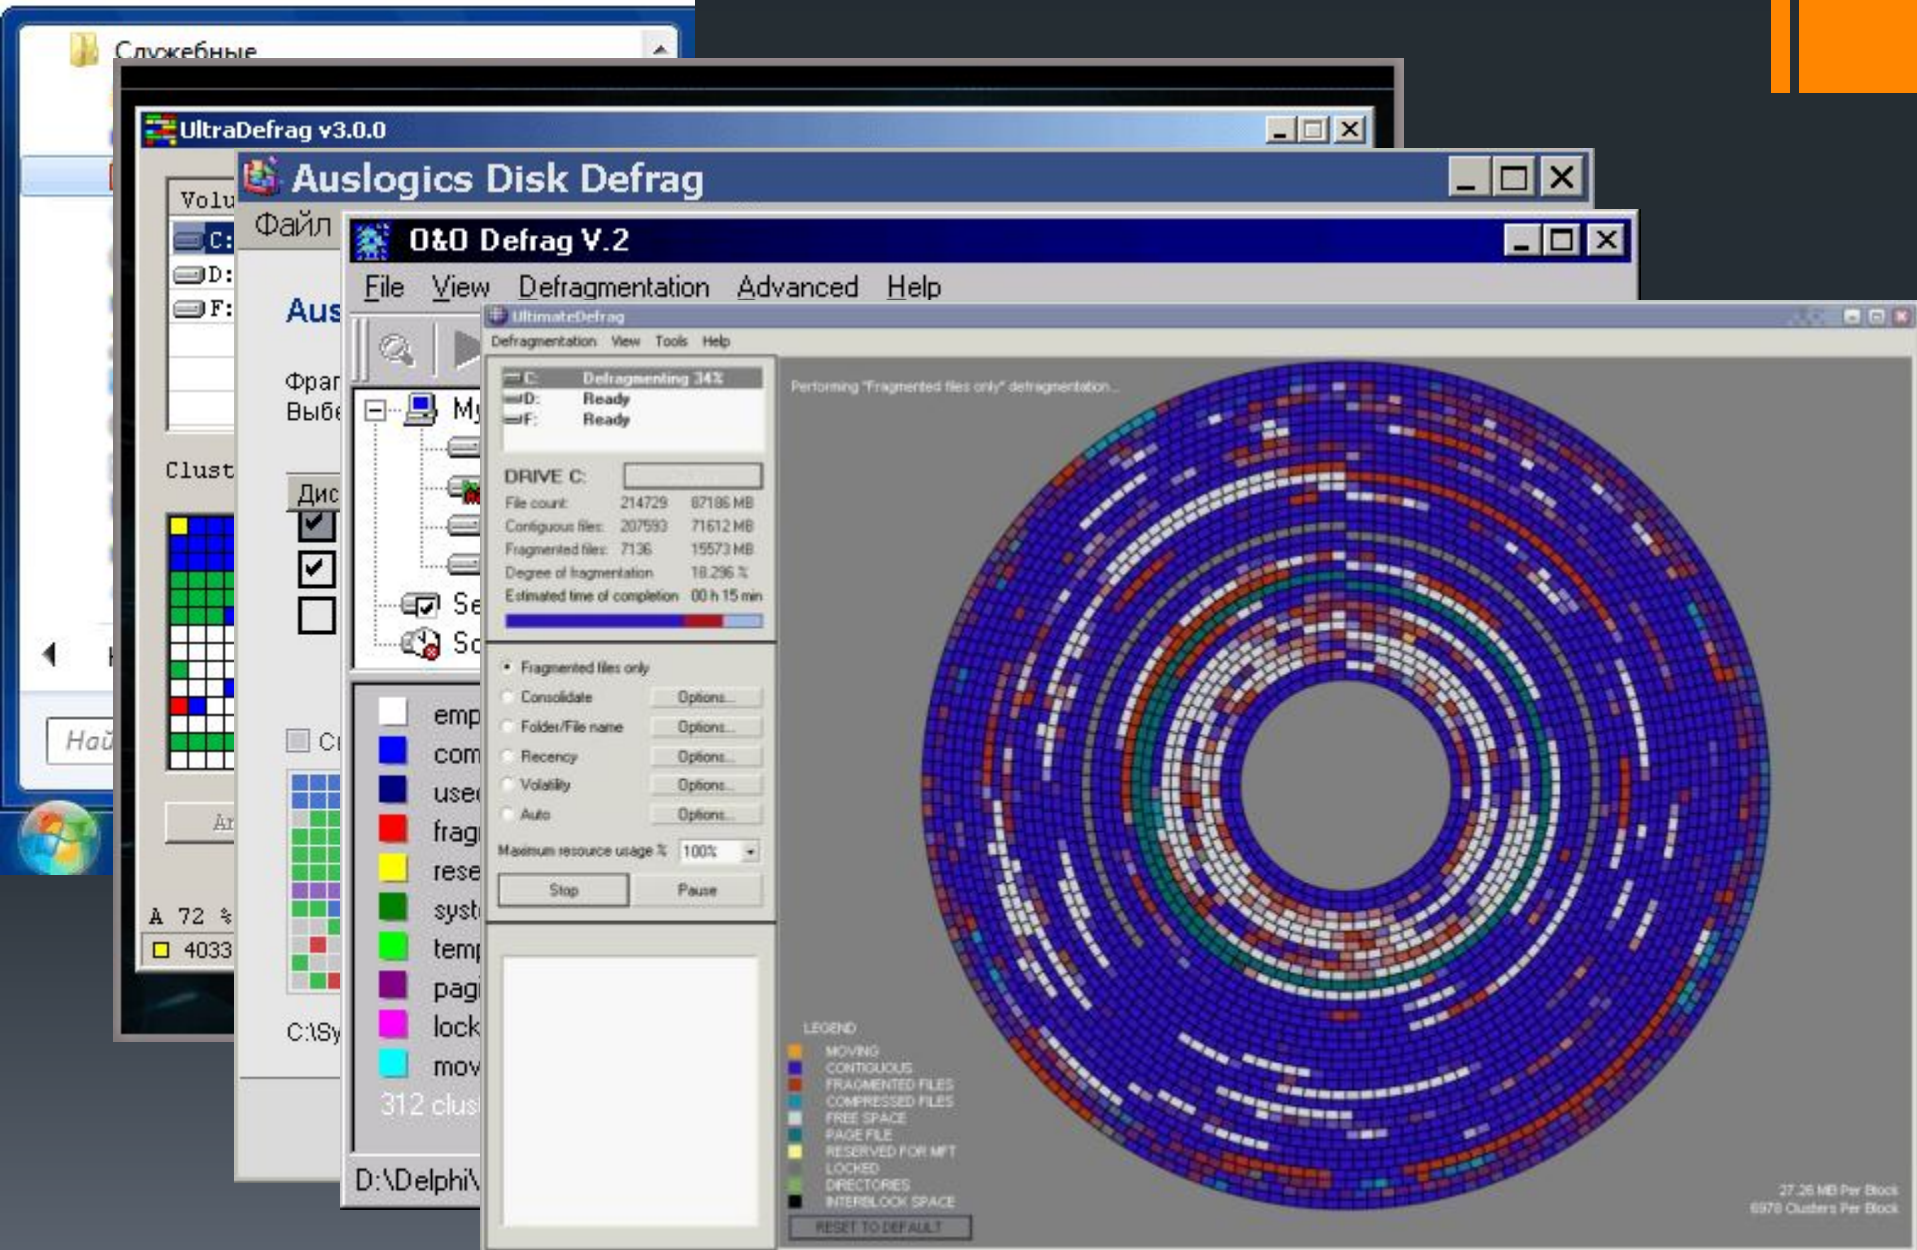 Служебные
UltraDefrag v3.0.0
Volu
C:
D:
F:
Clust
A 72 %
4033
Auslogics Disk Defrag
Файл
Aus
Фраг
Выбе
Дис
C:\Sy
O&O Defrag V.2
File View Defragmentation Advanced Help
My
Se
Sc
emp
com
used
frag
rese
syst
temp
pagi
lock
mov
312 clus
D:\Delphi\
UltimateDefrag
Defragmentation View Tools Help
C: Defragmenting 34%
D: Ready
F: Ready
DRIVE C:
File count: 214729 87186 MB
Contiguous files: 207593 71612 MB
Fragmented files: 7136 15573 MB
Degree of fragmentation 18.296 %
Estimated time of completion 00 h 15 min
Fragmented files only
Consolidate Options...
Folder/File name Options...
Recency Options...
Volatility Options...
Auto Options...
Maximum resource usage % 100%
Stop Pause
Performing "Fragmented files only" defragmentation...
LEGEND
MOVING
CONTIGUOUS
FRAGMENTED FILES
COMPRESSED FILES
FREE SPACE
PAGE FILE
RESERVED FOR MFT
LOCKED
DIRECTORIES
INTERBLOCK SPACE
RESET TO DEFAULT
27.26 MB Per Block
6978 Clusters Per Block
Най